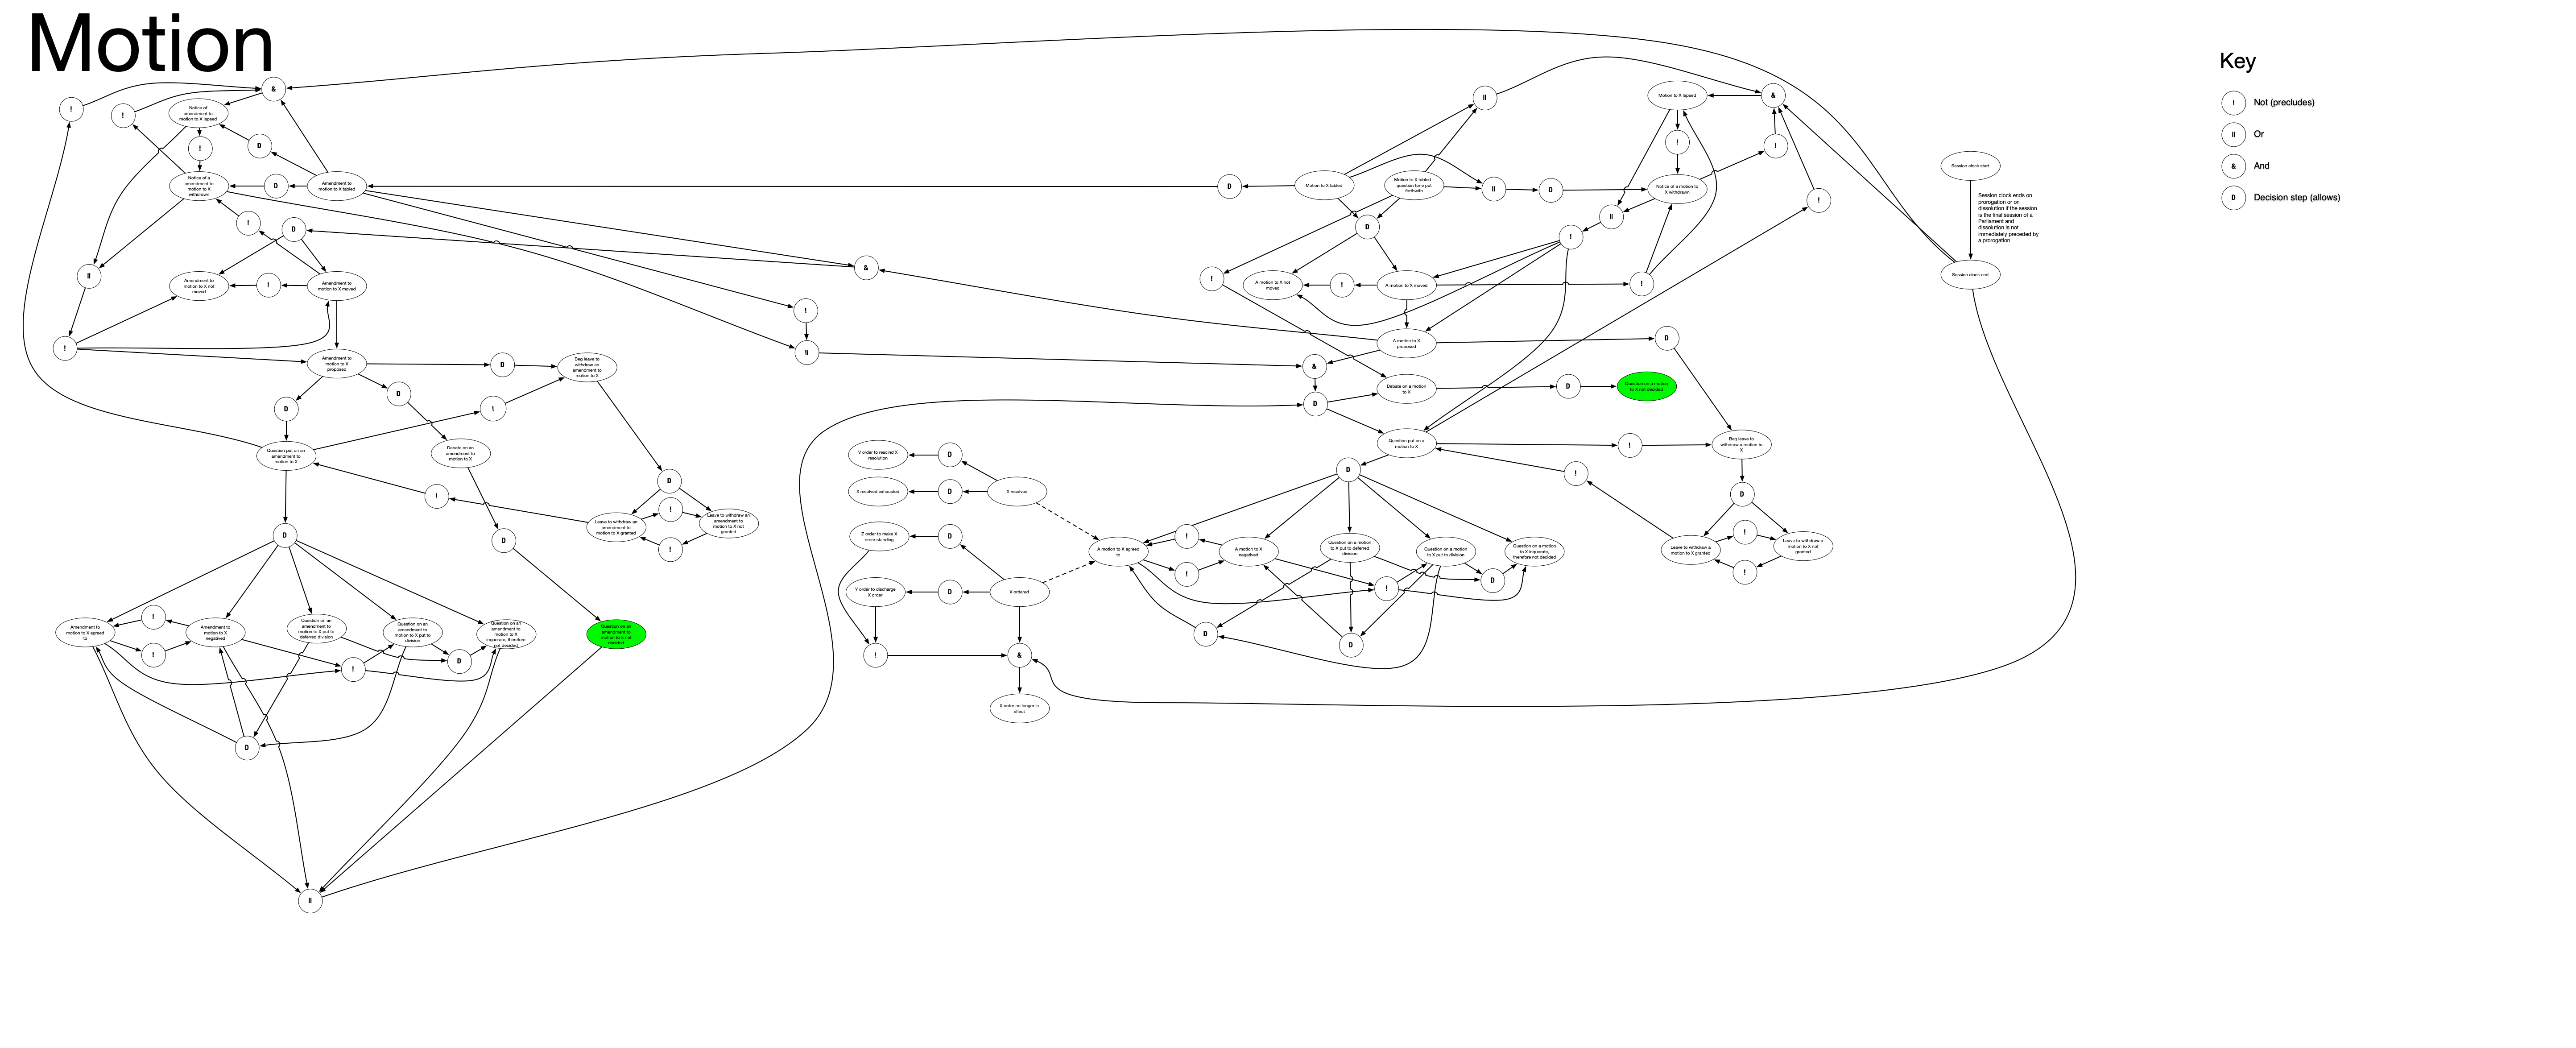 Motion
Key
!
Not (precludes)
II
Or
&
And
D
Decision step (allows)
Session clock start
Session clock ends on
prorogation or on
dissolution if the session
is the final session of a
Parliament and
dissolution is not
immediately preceded by
a prorogation
Session clock end
!
!
&
Notice of
amendment to
motion to X lapsed
!
D
Notice of a
amendment to
motion to X
withdrawn
D
Amendment to
motion to X tabled
!
D
II
Amendment to
motion to X not
moved
!
Amendment to
motion to X moved
!
Amendment to
motion to X
proposed
D
Beg leave to
withdraw an
amendment to
motion to X
D
D
!
Question put on an
amendment to
motion to X
Debate on an
amendment to
motion to X
D
!
Leave to withdraw an
amendment to
motion to X granted
!
Leave to withdraw an
amendment to
motion to X not
granted
!
D
D
Amendment to
motion to X agreed
to
!
!
Amendment to
motion to X
negatived
Question on an
amendment to
motion to X put to
deferred division
Question on an
amendment to
motion to X put to
division
Question on an
amendment to
motion to X
inquorate, therefore
not decided
Question on an
amendment to
motion to X not
decided
!
D
D
II
&
!
II
D
Motion to X tabled
Motion to X tabled -
question tobe put
forthwith
II
II
D
Motion to X lapsed
&
!
!
Notice of a motion to
X withdrawn
II
!
!
D
!
A motion to X not
moved
!
A motion to X moved
!
A motion to X
proposed
D
&
D
Debate on a motion
to X
D
Question on a motion
to X not decided
Question put on a
motion to X
!
Beg leave to
withdraw a motion to
X
!
D
Leave to withdraw a
motion to X granted
!
!
Leave to withdraw a
motion to X not
granted
D
V order to rescind X
resolution
D
X resolved exhausted
D
X resolved
Z order to make X
order standing
D
Y order to discharge
X order
D
X ordered
!
&
X order no longer in
effect
A motion to X agreed
to
!
!
A motion to X
negatived
Question on a motion
to X put to deferred
division
Question on a motion
to X put to division
Question on a motion
to X inquorate,
therefore not decided
!
D
D
D